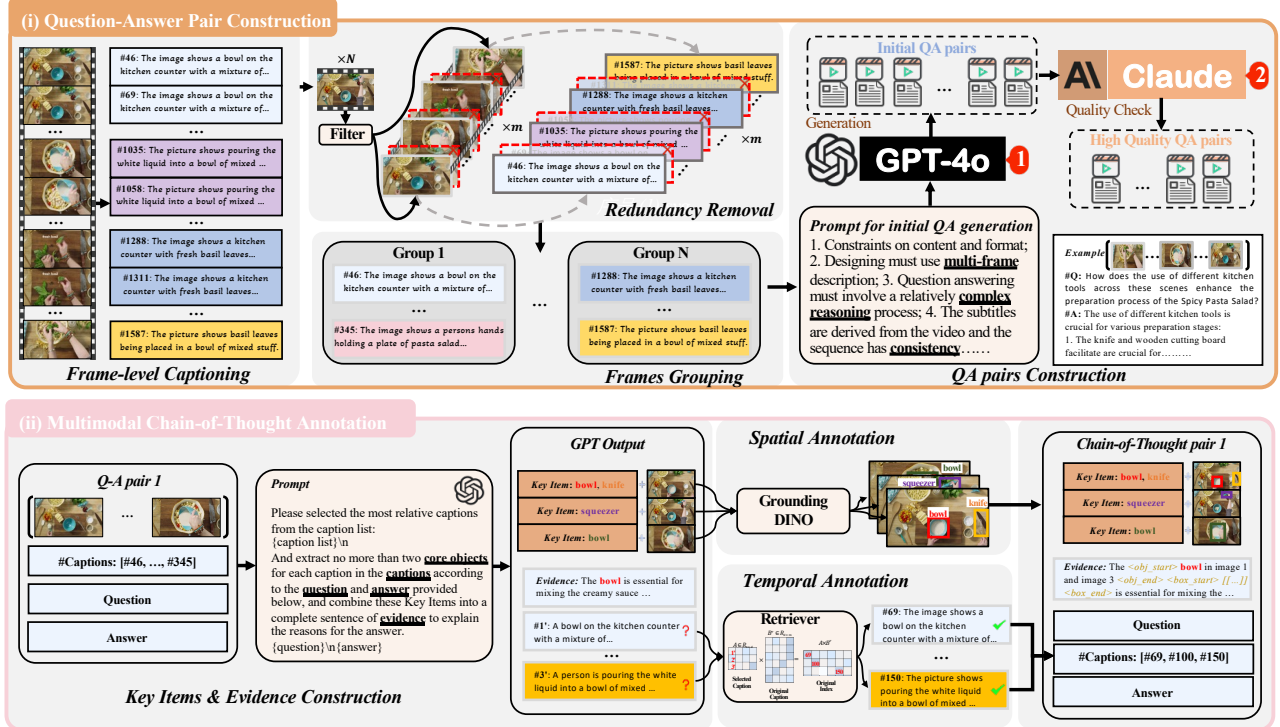 (i) Question-Answer Pair Construction
#46: The image shows a bowl on the
kitchen counter with a mixture of...
#69: The image shows a bowl on the
kitchen counter with a mixture of...
...
...
#1035: The picture shows pouring the
white liquid into a bowl of mixed ...
#1058: The picture shows pouring the
white liquid into a bowl of mixed ...
...
...
#1288: The image shows a kitchen
counter with fresh basil leaves...
#1311: The image shows a kitchen
counter with fresh basil leaves...
...
...
#1587: The picture shows basil leaves
being placed in a bowl of mixed stuff.
Frame-level Captioning
×N
Filter
×m
#1587: The picture shows basil leaves
being placed in a bowl of mixed stuff.
#1288: The image shows a kitchen
counter with fresh basil leaves...
#1035: The picture shows pouring the
white liquid into a bowl of mixed ...
#46: The image shows a bowl on the
kitchen counter with a mixture of...
×m
Redundancy Removal
Group 1
#46: The image shows a bowl on the
kitchen counter with a mixture of...
...
#345: The image shows a persons hands
holding a plate of pasta salad...
...
Group N
#1288: The image shows a kitchen
counter with fresh basil leaves...
...
#1587: The picture shows basil leaves
being placed in a bowl of mixed stuff.
Frames Grouping
Initial QA pairs
...
Generation
GPT-4o
1
Prompt for initial QA generation
1. Constraints on content and format;
2. Designing must use multi-frame
description; 3. Question answering
must involve a relatively complex
reasoning process; 4. The subtitles
are derived from the video and the
sequence has consistency……
A\ Claude
2
Quality Check
High Quality QA pairs
...
Example
...
#Q: How does the use of different kitchen
tools across these scenes enhance the
preparation process of the Spicy Pasta Salad?
#A: The use of different kitchen tools is
crucial for various preparation stages:
1. The knife and wooden cutting board
facilitate are crucial for………
QA pairs Construction
(ii) Multimodal Chain-of-Thought Annotation
Q-A pair 1
...
#Captions: [#46, …, #345]
Question
Answer
Prompt
Please selected the most relative captions
from the caption list:
{caption list}\n
And extract no more than two core objects
for each caption in the captions according
to the question and answer provided
below, and combine these Key Items into a
complete sentence of evidence to explain
the reasons for the answer.
{question}\n{answer}
Key Items & Evidence Construction
GPT Output
Key Item: bowl, knife
+
Key Item: squeezer
+
Key Item: bowl
+
Evidence: The bowl is essential for
mixing the creamy sauce ...
#1': A bowl on the kitchen counter
with a mixture of...
?
...
#3': A person is pouring the white
liquid into a bowl of mixed ...
?
Spatial Annotation
Grounding
DINO
bowl
squeezer
knife
bowl
Temporal Annotation
Retriever
Selected
Caption
×
Original
Caption
=
Original
Index
#69: The image shows a
bowl on the kitchen
counter with a mixture of...
...
#150: The picture shows
pouring the white liquid
into a bowl of mixed ...
Chain-of-Thought pair 1
Key Item: bowl, knife
Key Item: squeezer
Key Item: bowl
Evidence: The <obj_start> bowl in image 1
and image 3 <obj_end> <box_start> [[…]]
<box_end> is essential for mixing the …
Question
#Captions: [#69, #100, #150]
Answer